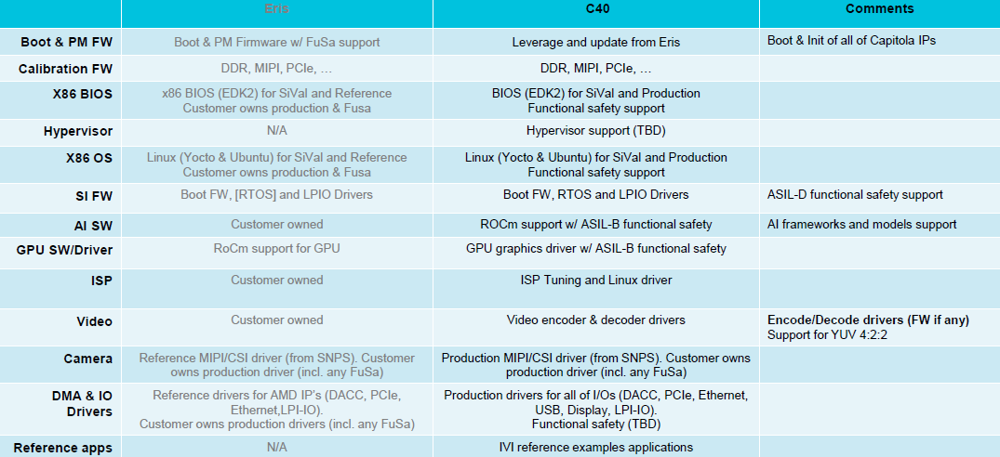 Eris C40 Comments
Boot & PM FW Boot & PM Firmware w/ FuSa support Leverage and update from Eris Boot & Init of all of Capitola IPs
Calibration FW DDR, MIPI, PCIe, … DDR, MIPI, PCIe, …
X86 BIOS x86 BIOS (EDK2) for SiVal and Reference BIOS (EDK2) for SiVal and Production
Customer owns production & Fusa Functional safety support
Hypervisor N/A Hypervisor support (TBD)
X86 OS Linux (Yocto & Ubuntu) for SiVal and Reference Linux (Yocto & Ubuntu) for SiVal and Production
Customer owns production & Fusa Functional safety support
SI FW Boot FW, [RTOS] and LPIO Drivers Boot FW, RTOS and LPIO Drivers ASIL-D functional safety support
AI SW Customer owned ROCm support w/ ASIL-B functional safety AI frameworks and models support
GPU SW/Driver RoCm support for GPU GPU graphics driver w/ ASIL-B functional safety
ISP Customer owned ISP Tuning and Linux driver
Video Customer owned Video encoder & decoder drivers Encode/Decode drivers (FW if any)
Support for YUV 4:2:2
Camera Reference MIPI/CSI driver (from SNPS). Customer Production MIPI/CSI driver (from SNPS). Customer owns
owns production driver (incl. any FuSa) production driver (incl. any FuSa)
DMA & IO Reference drivers for AMD IP's (DACC, PCIe, Production drivers for all of I/Os (DACC, PCIe, Ethernet,
Drivers Ethernet,LPI-IO). USB, Display, LPI-IO).
Customer owns production drivers (incl. any FuSa) Functional safety (TBD)
Reference apps N/A IVI reference examples applications